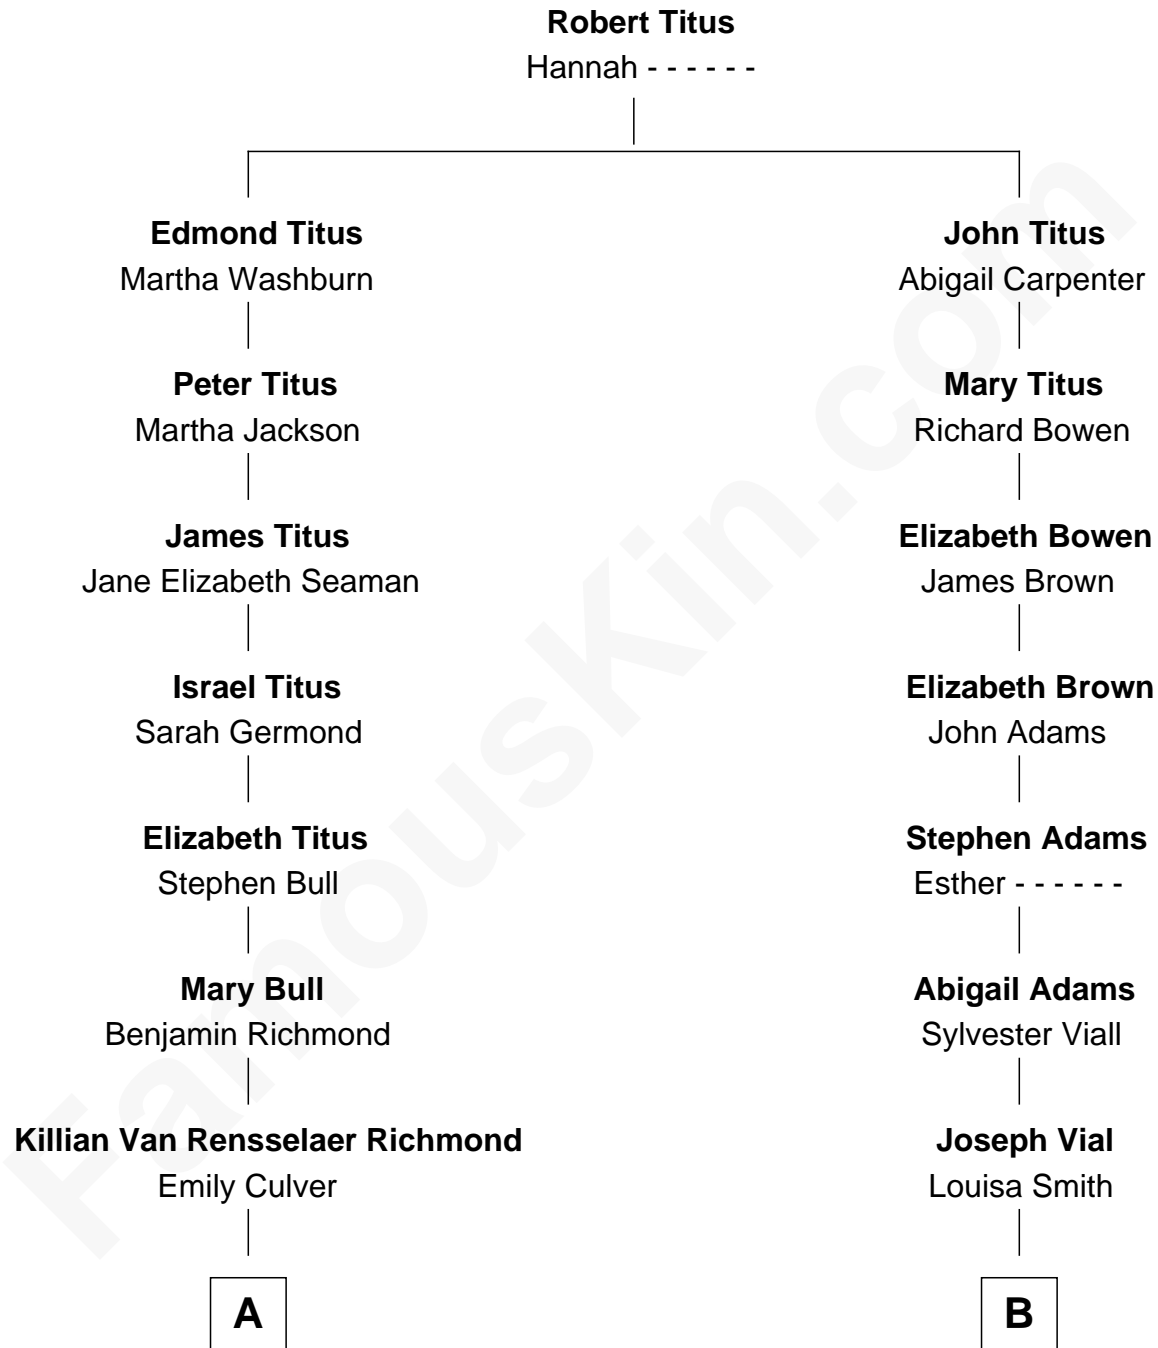 Robert Titus
Hannah - - - - - -
Edmond Titus
Martha Washburn
John Titus
Abigail Carpenter
Peter Titus
Martha Jackson
Mary Titus
Richard Bowen
James Titus
Jane Elizabeth Seaman
Elizabeth Bowen
James Brown
Israel Titus
Sarah Germond
Elizabeth Brown
John Adams
Elizabeth Titus
Stephen Bull
Stephen Adams
Esther - - - - - -
Mary Bull
Benjamin Richmond
Abigail Adams
Sylvester Viall
Killian Van Rensselaer Richmond
Emily Culver
Joseph Vial
Louisa Smith
A
B
FamousKin.com